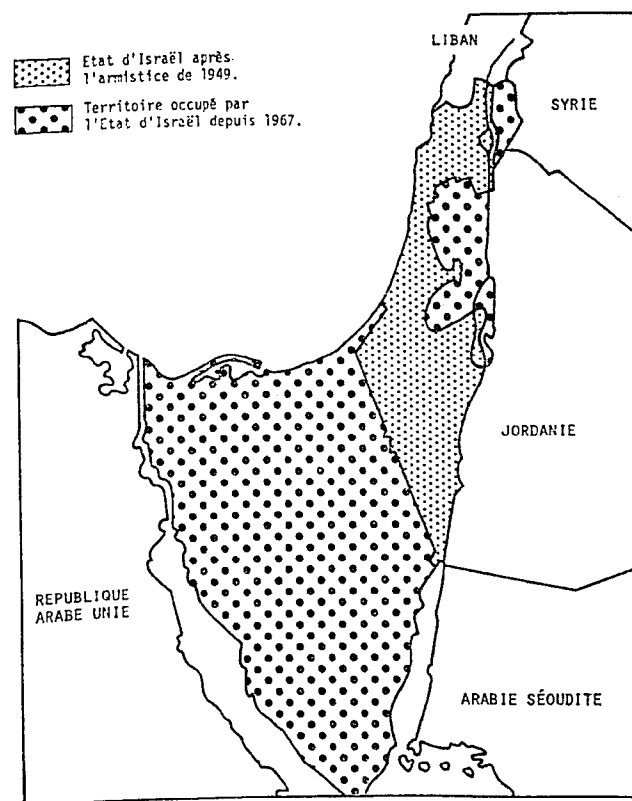 LIBAN
Etat d'Israël après
l'armistice de 1949.
Territoire occupé par
l'Etat d'Israël depuis 1967.
SYRIE
JORDANIE
REPUBLIQUE
ARABE UNIE
ARABIE SÉOUDITE